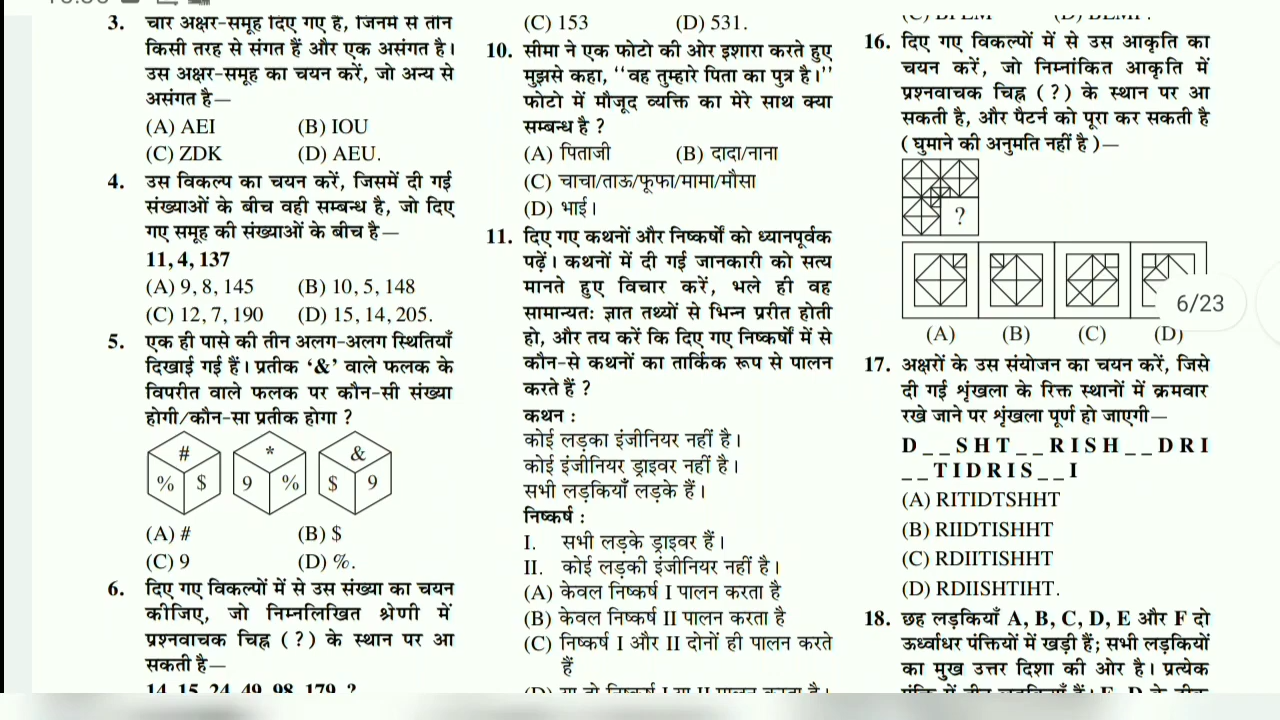 3. चार अक्षर-समूह दिए गए हैं, जिनमें से तीन
किसी तरह से संगत हैं और एक असंगत है।
उस अक्षर-समूह का चयन करें, जो अन्य से
असंगत है—
(A) AEI (B) IOU
(C) ZDK (D) AEU.
4. उस विकल्प का चयन करें, जिसमें दी गई
संख्याओं के बीच वही सम्बन्ध है, जो दिए
गए समूह की संख्याओं के बीच है—
11, 4, 137
(A) 9, 8, 145 (B) 10, 5, 148
(C) 12, 7, 190 (D) 15, 14, 205.
5. एक ही पासे की तीन अलग-अलग स्थितियाँ
दिखाई गई हैं। प्रतीक ‘&’ वाले फलक के
विपरीत वाले फलक पर कौन-सी संख्या
होगी/कौन-सा प्रतीक होगा ?
# * &
% $ 9 % $ 9
(A) # (B) $
(C) 9 (D) %.
6. दिए गए विकल्पों में से उस संख्या का चयन
कीजिए, जो निम्नलिखित श्रेणी में
प्रश्नवाचक चिह्न (?) के स्थान पर आ
सकती है—
14, 15, 24, 49, 98, 179, ?
(C) 153 (D) 531.
10. सीमा ने एक फोटो की ओर इशारा करते हुए
मुझसे कहा, ‘‘वह तुम्हारे पिता का पुत्र है।’’
फोटो में मौजूद व्यक्ति का मेरे साथ क्या
सम्बन्ध है ?
(A) पिताजी (B) दादा/नाना
(C) चाचा/ताऊ/फूफा/मामा/मौसा
(D) भाई।
11. दिए गए कथनों और निष्कर्षों को ध्यानपूर्वक
पढ़ें। कथनों में दी गई जानकारी को सत्य
मानते हुए विचार करें, भले ही वह
सामान्यतः ज्ञात तथ्यों से भिन्न प्ररीत होती
हो, और तय करें कि दिए गए निष्कर्षों में से
कौन-से कथनों का तार्किक रूप से पालन
करते हैं ?
कथन :
कोई लड़का इंजीनियर नहीं है।
कोई इंजीनियर ड्राइवर नहीं है।
सभी लड़कियाँ लड़के हैं।
निष्कर्ष :
I. सभी लड़के ड्राइवर हैं।
II. कोई लड़की इंजीनियर नहीं है।
(A) केवल निष्कर्ष I पालन करता है
(B) केवल निष्कर्ष II पालन करता है
(C) निष्कर्ष I और II दोनों ही पालन करते
हैं
16. दिए गए विकल्पों में से उस आकृति का
चयन करें, जो निम्नांकित आकृति में
प्रश्नवाचक चिह्न (?) के स्थान पर आ
सकती है, और पैटर्न को पूरा कर सकती है
(घुमाने की अनुमति नहीं है)—
?
6/23
(A) (B) (C) (D)
17. अक्षरों के उस संयोजन का चयन करें, जिसे
दी गई शृंखला के रिक्त स्थानों में क्रमवार
रखे जाने पर शृंखला पूर्ण हो जाएगी—
D _ _ S H T _ _ R I S H _ _ D R I
_ _ T I D R I S _ _ I
(A) RITIDTSHHT
(B) RIIDTISHHT
(C) RDIITISHHT
(D) RDIISHTIHT.
18. छह लड़कियाँ A, B, C, D, E और F दो
ऊर्ध्वाधर पंक्तियों में खड़ी हैं; सभी लड़कियों
का मुख उत्तर दिशा की ओर है। प्रत्येक